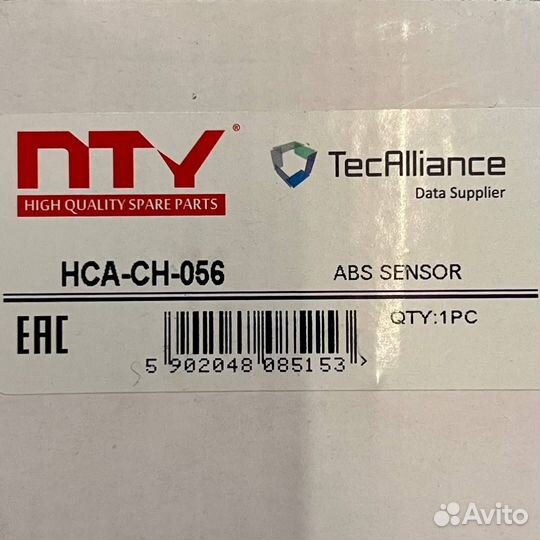 NTY®
HIGH QUALITY SPARE PARTS
TecAlliance
Data Supplier
HCA-CH-056
ABS SENSOR
EAC
QTY:1PC
5 902048 085153 >
Avito